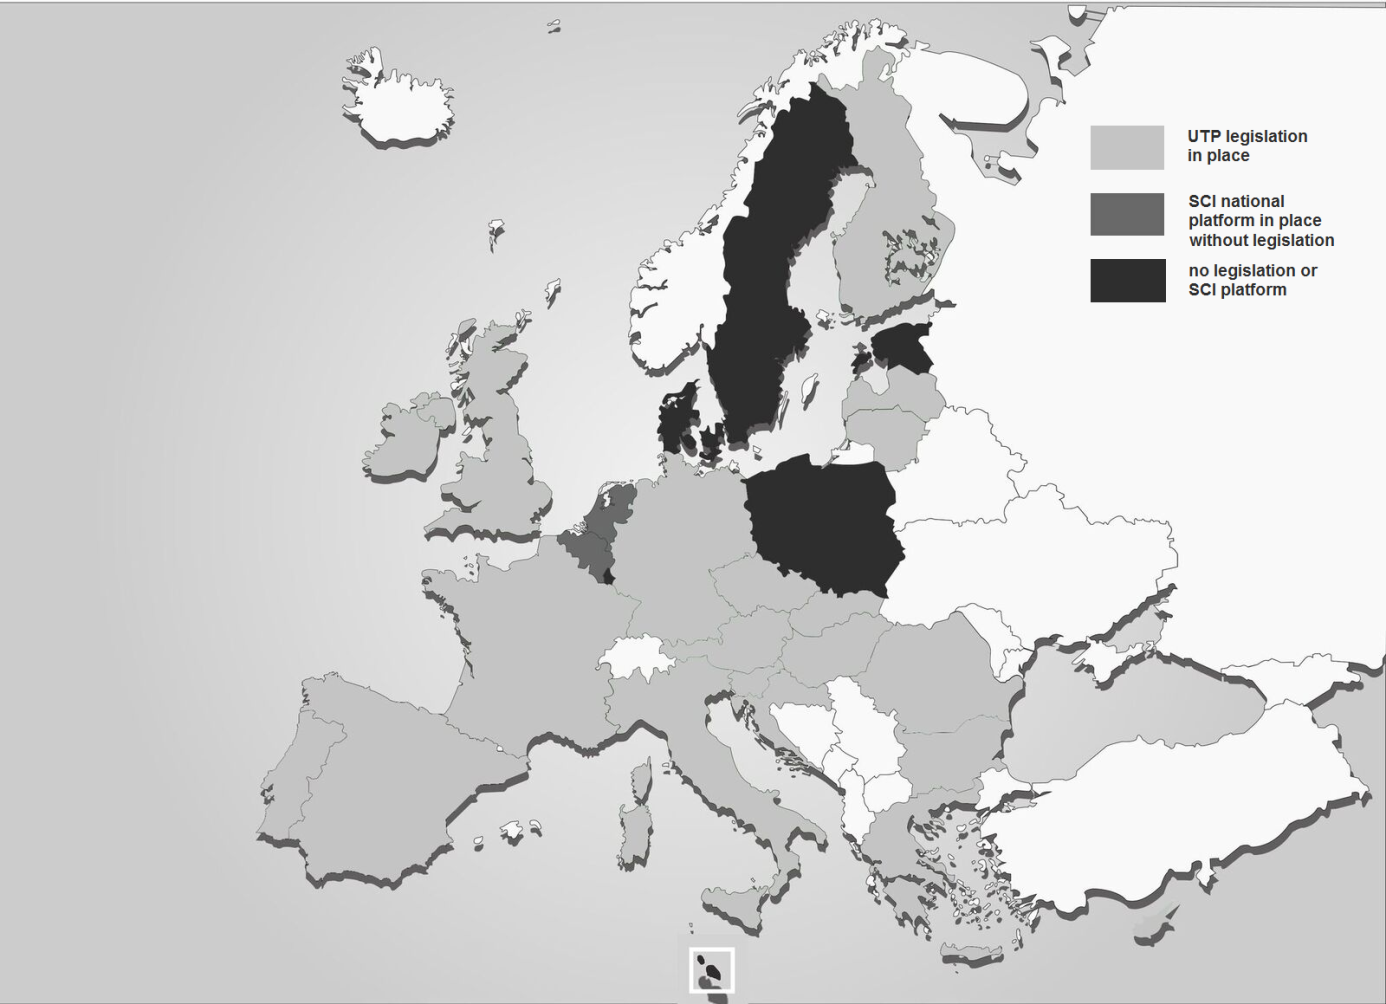 UTP legislation
in place
SCI national
platform in place
without legislation
no legislation or
SCI platform